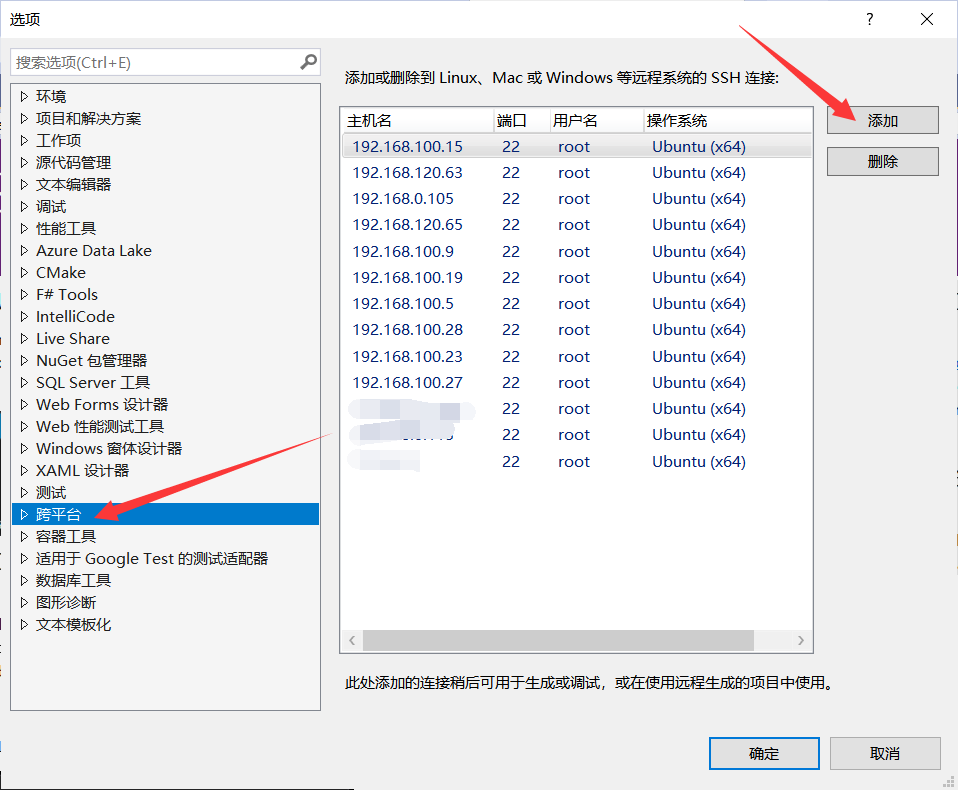 选项
搜索选项(Ctrl+E)
环境
项目和解决方案
工作项
源代码管理
文本编辑器
调试
性能工具
Azure Data Lake
CMake
F# Tools
IntelliCode
Live Share
NuGet 包管理器
SQL Server 工具
Web Forms 设计器
Web 性能测试工具
Windows 窗体设计器
XAML 设计器
测试
跨平台
容器工具
适用于 Google Test 的测试适配器
数据库工具
图形诊断
文本模板化
添加或删除到 Linux、Mac 或 Windows 等远程系统的 SSH 连接:
主机名 端口 用户名 操作系统
192.168.100.15 22 root Ubuntu (x64)
192.168.120.63 22 root Ubuntu (x64)
192.168.0.105 22 root Ubuntu (x64)
192.168.120.65 22 root Ubuntu (x64)
192.168.100.9 22 root Ubuntu (x64)
192.168.100.19 22 root Ubuntu (x64)
192.168.100.5 22 root Ubuntu (x64)
192.168.100.28 22 root Ubuntu (x64)
192.168.100.23 22 root Ubuntu (x64)
192.168.100.27 22 root Ubuntu (x64)
22 root Ubuntu (x64)
22 root Ubuntu (x64)
22 root Ubuntu (x64)
添加
删除
此处添加的连接稍后可用于生成或调试，或在使用远程生成的项目中使用。
确定
取消